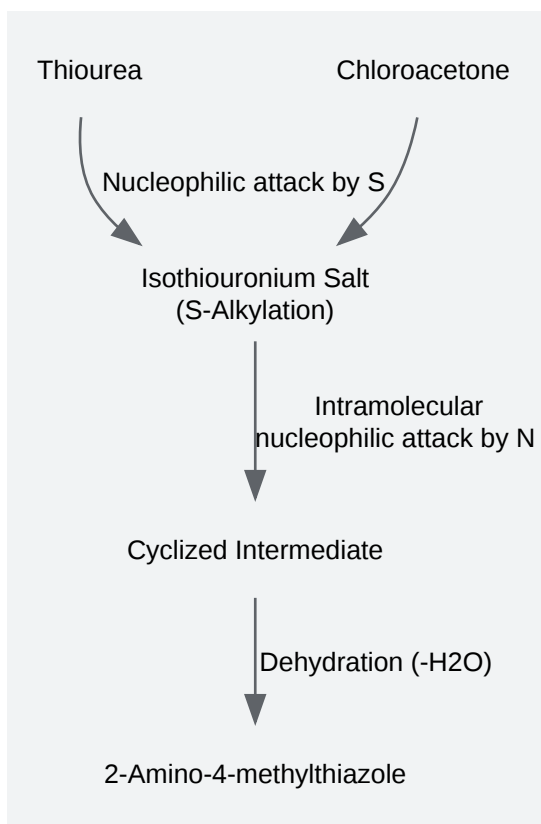 Thiourea
Chloroacetone
Nucleophilic attack by S
Isothiouronium Salt
(S-Alkylation)
Intramolecular
nucleophilic attack by N
Cyclized Intermediate
Dehydration (-H2O)
2-Amino-4-methylthiazole